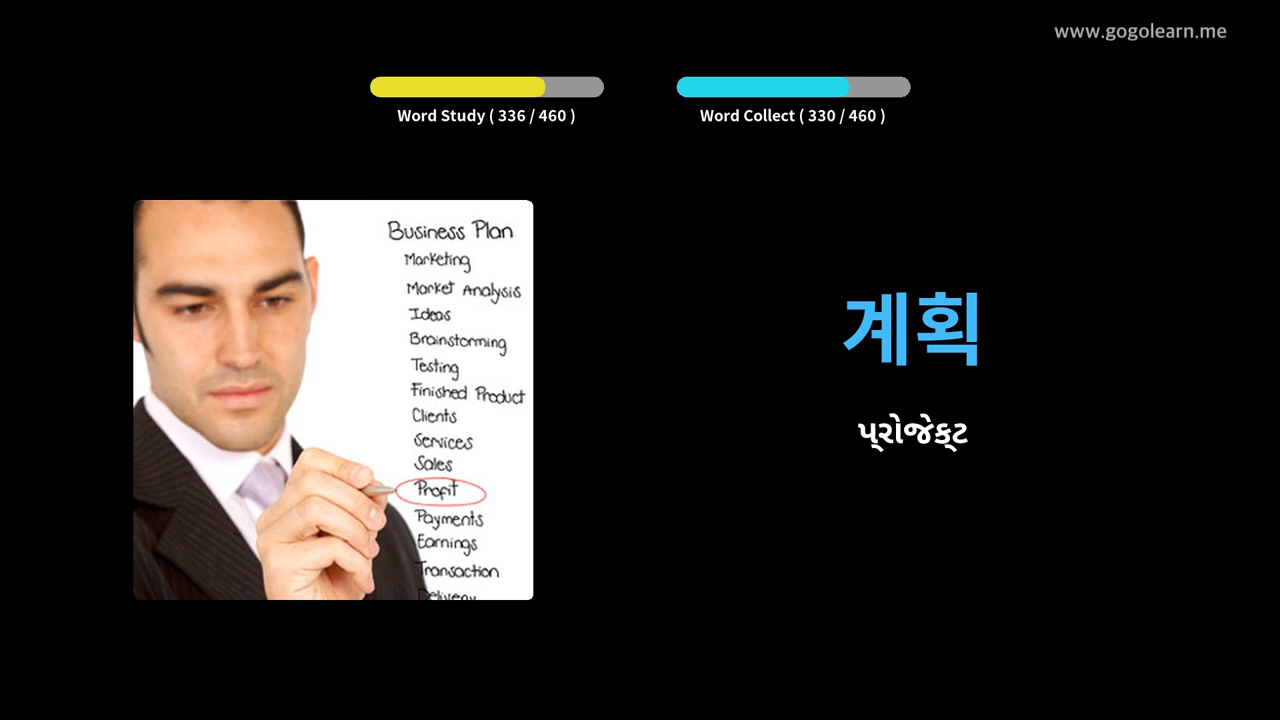 www.gogolearn.me
Word Study ( 336 / 460 )
Word Collect ( 330 / 460 )
Business Plan
Marketing
Market Analysis
Ideas
Brainstorming
Testing
Finished Product
Clients
Services
Sales
Profit
Payments
Earnings
Transaction
Delivery
계획
પ્રોજેક્ટ